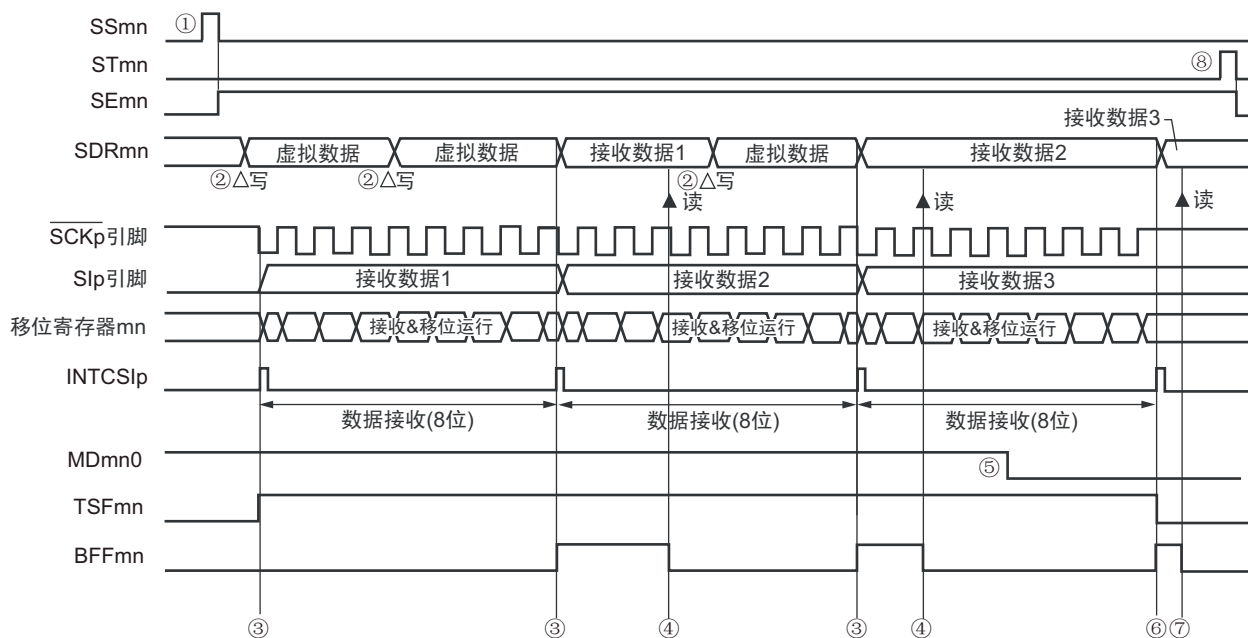 SSmn ①
STmn ⑧
SEmn
接收数据3
SDRmn 虚拟数据 虚拟数据 接收数据1 虚拟数据 接收数据2
②△写 ②△写 ②△写
▲读 ▲读 ▲读
SCKp引脚
SIp引脚 接收数据1 接收数据2 接收数据3
移位寄存器mn 接收&移位运行 接收&移位运行 接收&移位运行
INTCSIp
数据接收(8位) 数据接收(8位) 数据接收(8位)
MDmn0 ⑤
TSFmn
BFFmn
③ ③ ④ ③ ④ ⑥⑦